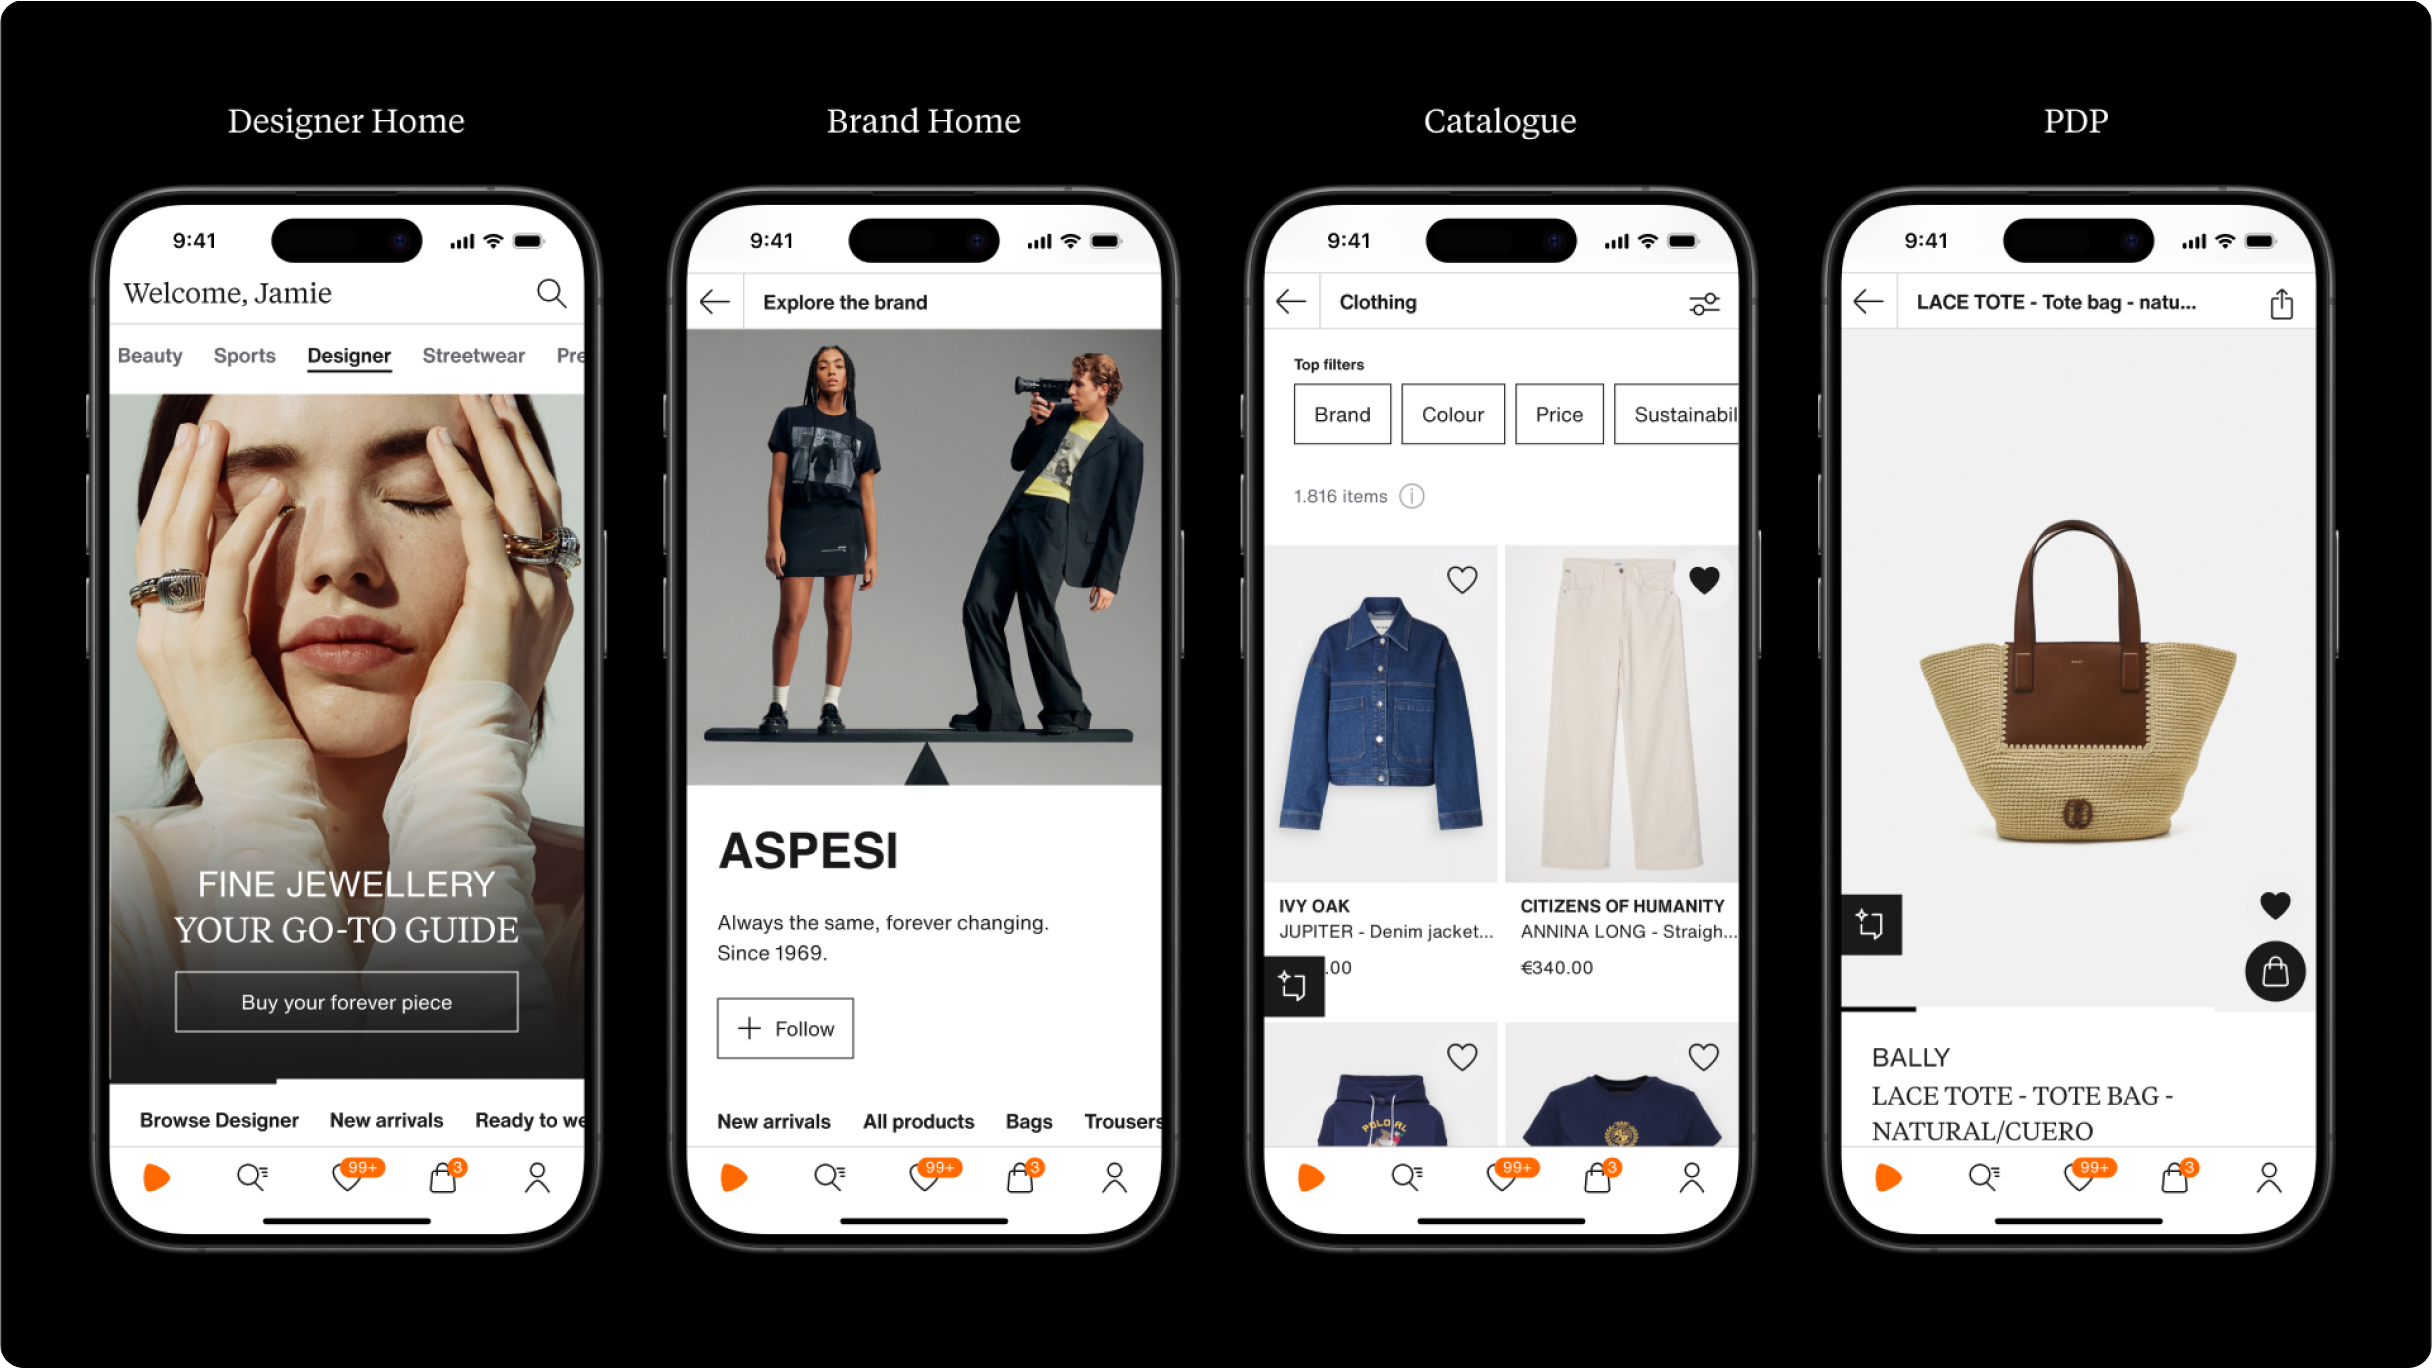 Designer Home
9:41
Welcome, Jamie
Beauty Sports Designer Streetwear Pre
FINE JEWELLERY
YOUR GO-TO GUIDE
Buy your forever piece
Browse Designer New arrivals Ready to we
99+ 3
Brand Home
9:41
Explore the brand
ASPESI
Always the same, forever changing.
Since 1969.
Follow
New arrivals All products Bags Trousers
99+ 3
Catalogue
9:41
Clothing
Top filters
Brand Colour Price Sustainabil
1.816 items
IVY OAK
JUPITER - Denim jacket...
.00
CITIZENS OF HUMANITY
ANNINA LONG - Straigh...
€340.00
POLO RL
99+ 3
PDP
9:41
LACE TOTE - Tote bag - natu...
BALLY
BALLY
LACE TOTE - TOTE BAG -
NATURAL/CUERO
99+ 3